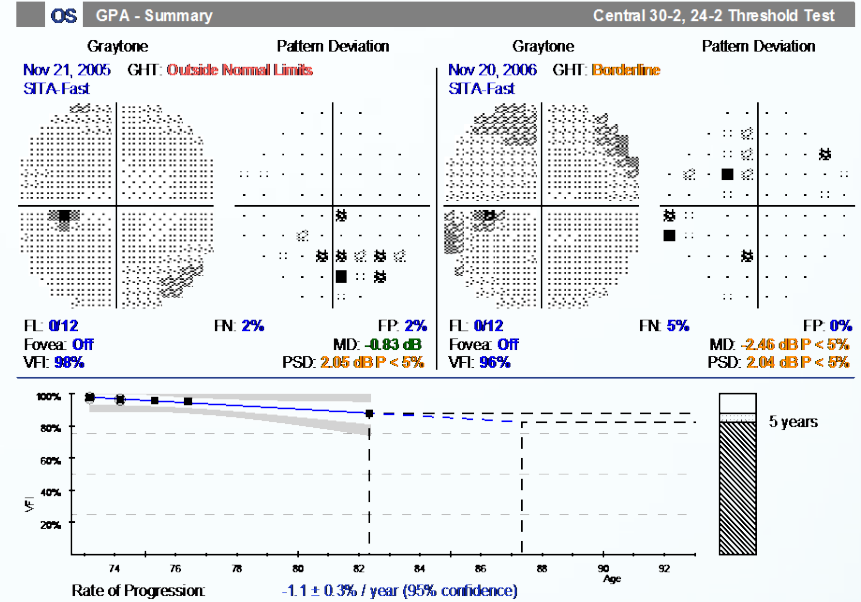 OS GPA - Summary Central 30-2, 24-2 Threshold Test
Graytone Pattern Deviation Graytone Pattern Deviation
Nov 21, 2005 GHT: Outside Normal Limits Nov 20, 2006 GHT: Borderline
SITA-Fast SITA-Fast
FL: 0/12 FN: 2% FP: 2% FL: 0/12 FN: 5% FP: 0%
Fovea: Off MD: -0.83 dB Fovea: Off MD: -2.46 dB P < 5%
VFI: 98% PSD: 2.05 dB P < 5% VFI: 96% PSD: 2.04 dB P < 5%
100%
80%
60%
40%
20%
VFI
5 years
74 76 78 80 82 84 86 88 90 92
Age
Rate of Progression: -1.1 ± 0.3% / year (95% confidence)